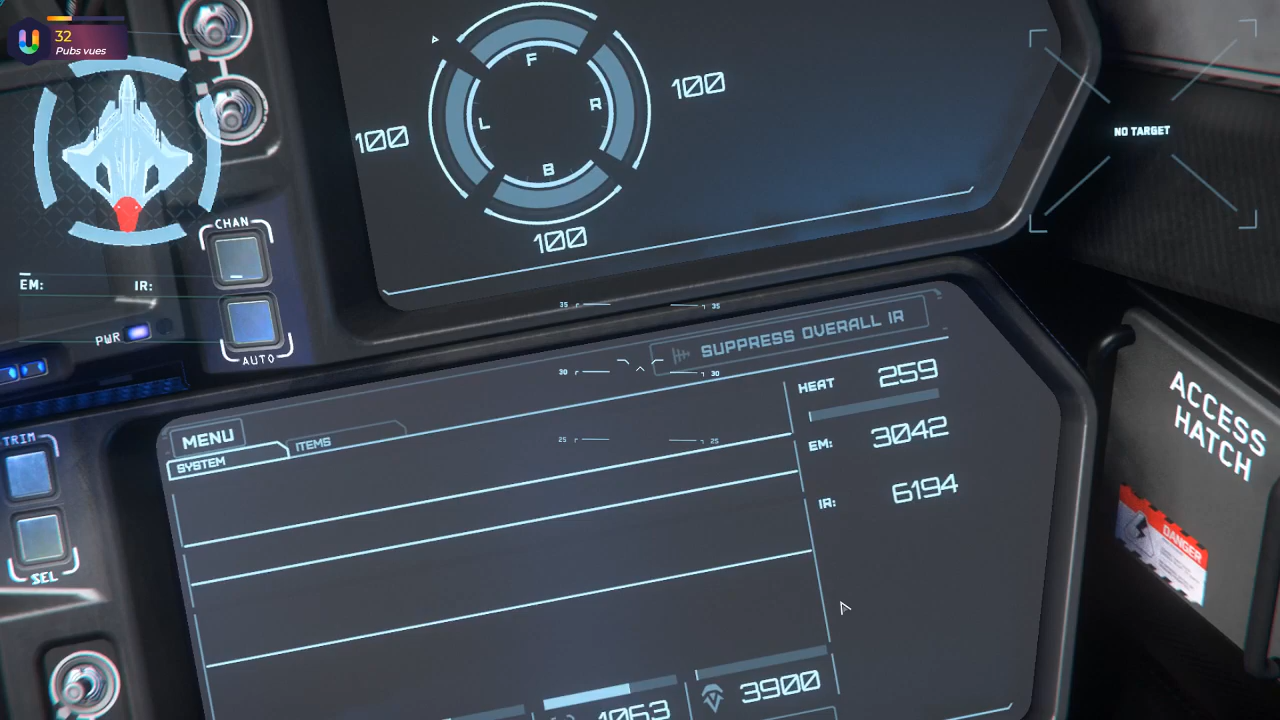 32
Pubs vues
F
R
L
B
100
100
100
NO TARGET
CHAN
EM:
IR:
PWR
AUTO
35
35
SUPPRESS OVERALL IR
30
30
HEAT
259
MENU
SYSTEM
ITEMS
25
25
EM:
3042
IR:
6194
TRIM
SEL
ACCESS
HATCH
DANGER
1063
3900